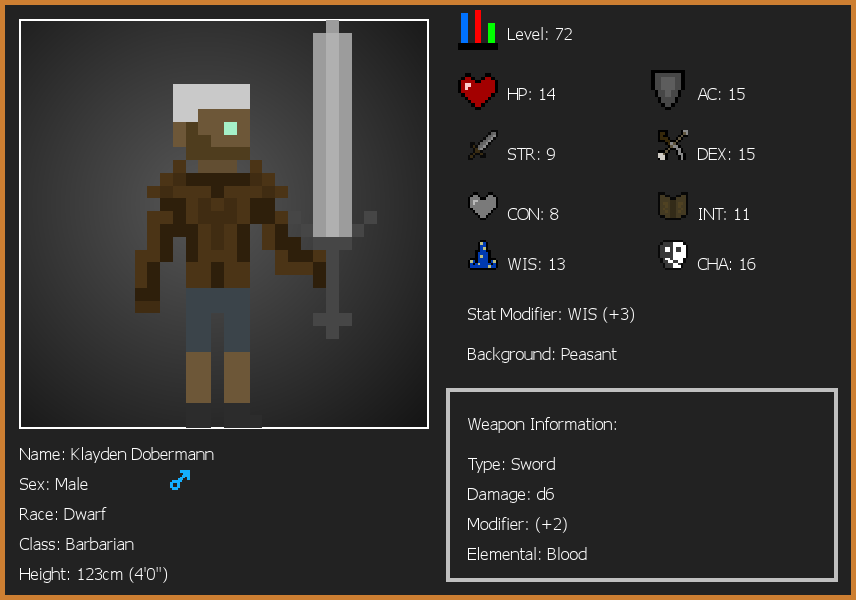 Level: 72
HP: 14
AC: 15
STR: 9
DEX: 15
CON: 8
INT: 11
WIS: 13
CHA: 16
Stat Modifier: WIS (+3)
Background: Peasant
Weapon Information:
Type: Sword
Damage: d6
Modifier: (+2)
Elemental: Blood
Name: Klayden Dobermann
Sex: Male
Race: Dwarf
Class: Barbarian
Height: 123cm (4'0")